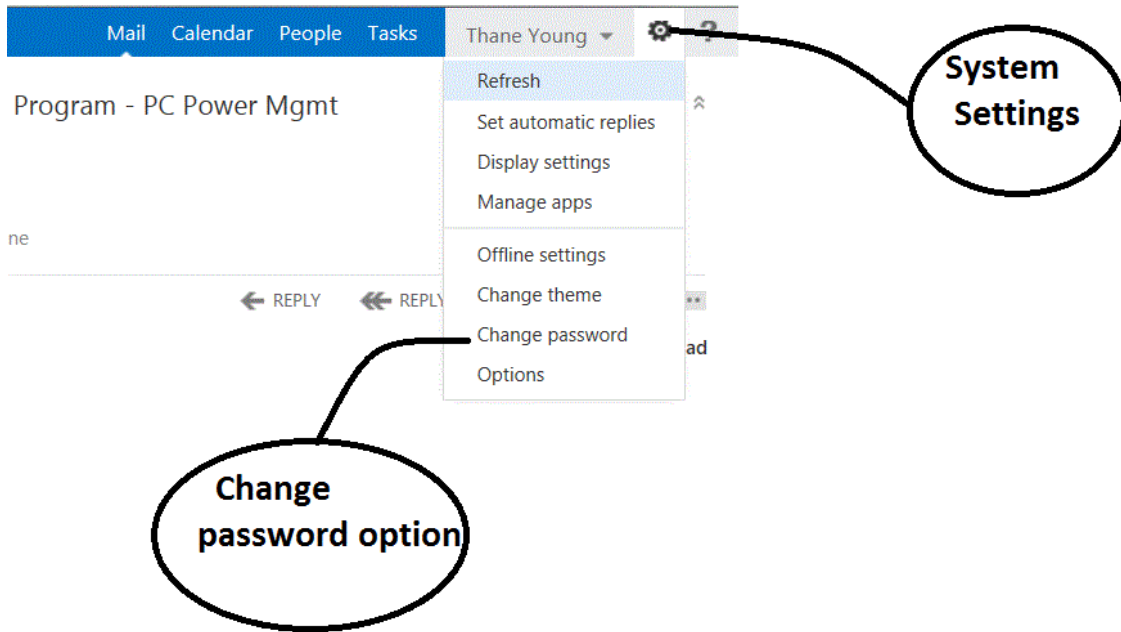 Mail Calendar People Tasks Thane Young ?
System
Settings
Program - PC Power Mgmt
Refresh
Set automatic replies
Display settings
Manage apps
ne
Offline settings
Change theme
REPLY REPLY
Change password
ad
Options
Change
password option